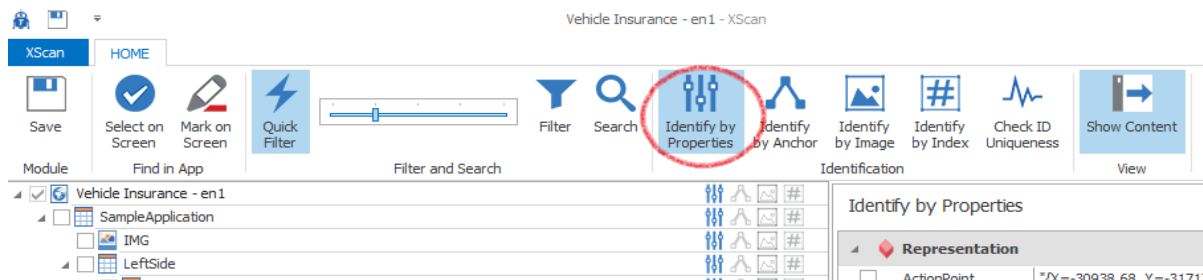 Vehicle Insurance - en1 - XScan
XScan HOME
Save
Select on Screen
Mark on Screen
Quick Filter
Filter
Search
Identify by Properties
Identify by Anchor
Identify by Image
Identify by Index
Check ID Uniqueness
Show Content
Module
Find in App
Filter and Search
Identification
View
Vehicle Insurance - en1
SampleApplication
IMG
LeftSide
Identify by Properties
Representation
ActionPoint